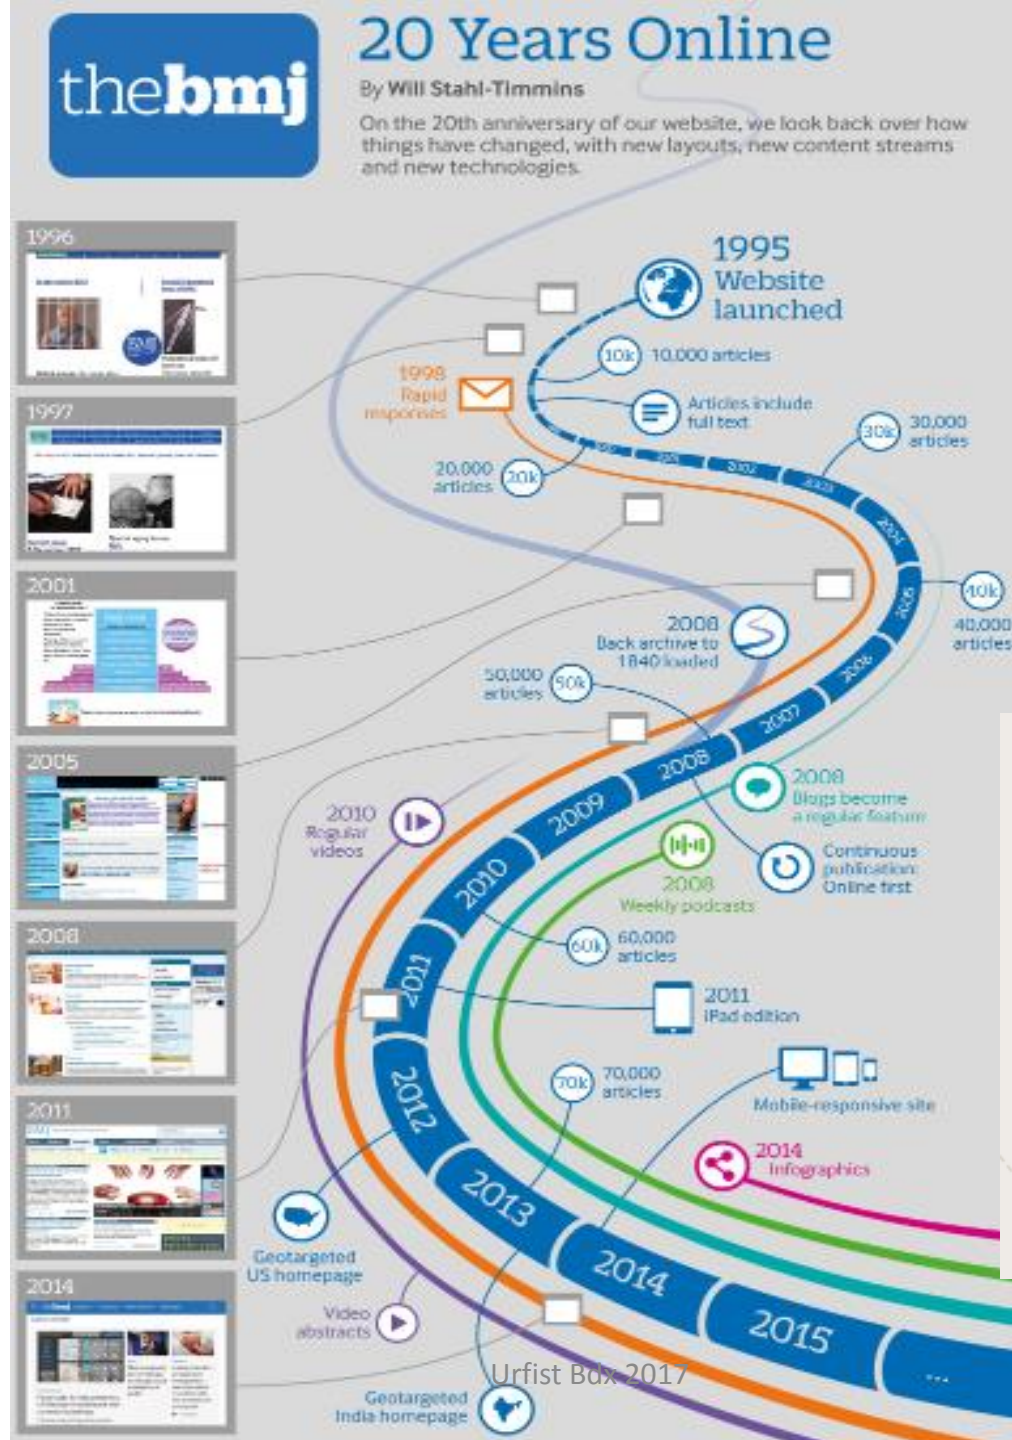 thebmj
20 Years Online
By Will Stahl-Timmins
On the 20th anniversary of our website, we look back over how
things have changed, with new layouts, new content streams
and new technologies.
1996
1995
Website
launched
10k
10,000 articles
1998
Rapid
responses
Articles include
full text
1997
30k
30,000
articles
20,000
articles
20k
2002
2003
2004
2001
2005
40k
40,000
articles
2006
2008
Back archive to
1840 loaded
50,000
articles
50k
2007
2005
2008
2008
Blogs become
a regular feature
2009
2010
Regular
videos
2008
Weekly podcasts
Continuous
publication:
Online first
2010
2008
60k
60,000
articles
2011
2011
iPad edition
2012
70k
70,000
articles
Mobile-responsive site
2011
2014
Infographics
2013
Geotargeted
US homepage
2014
2014
Video
abstracts
2015
...
Urfist Bdx 2017
Geotargeted
India homepage